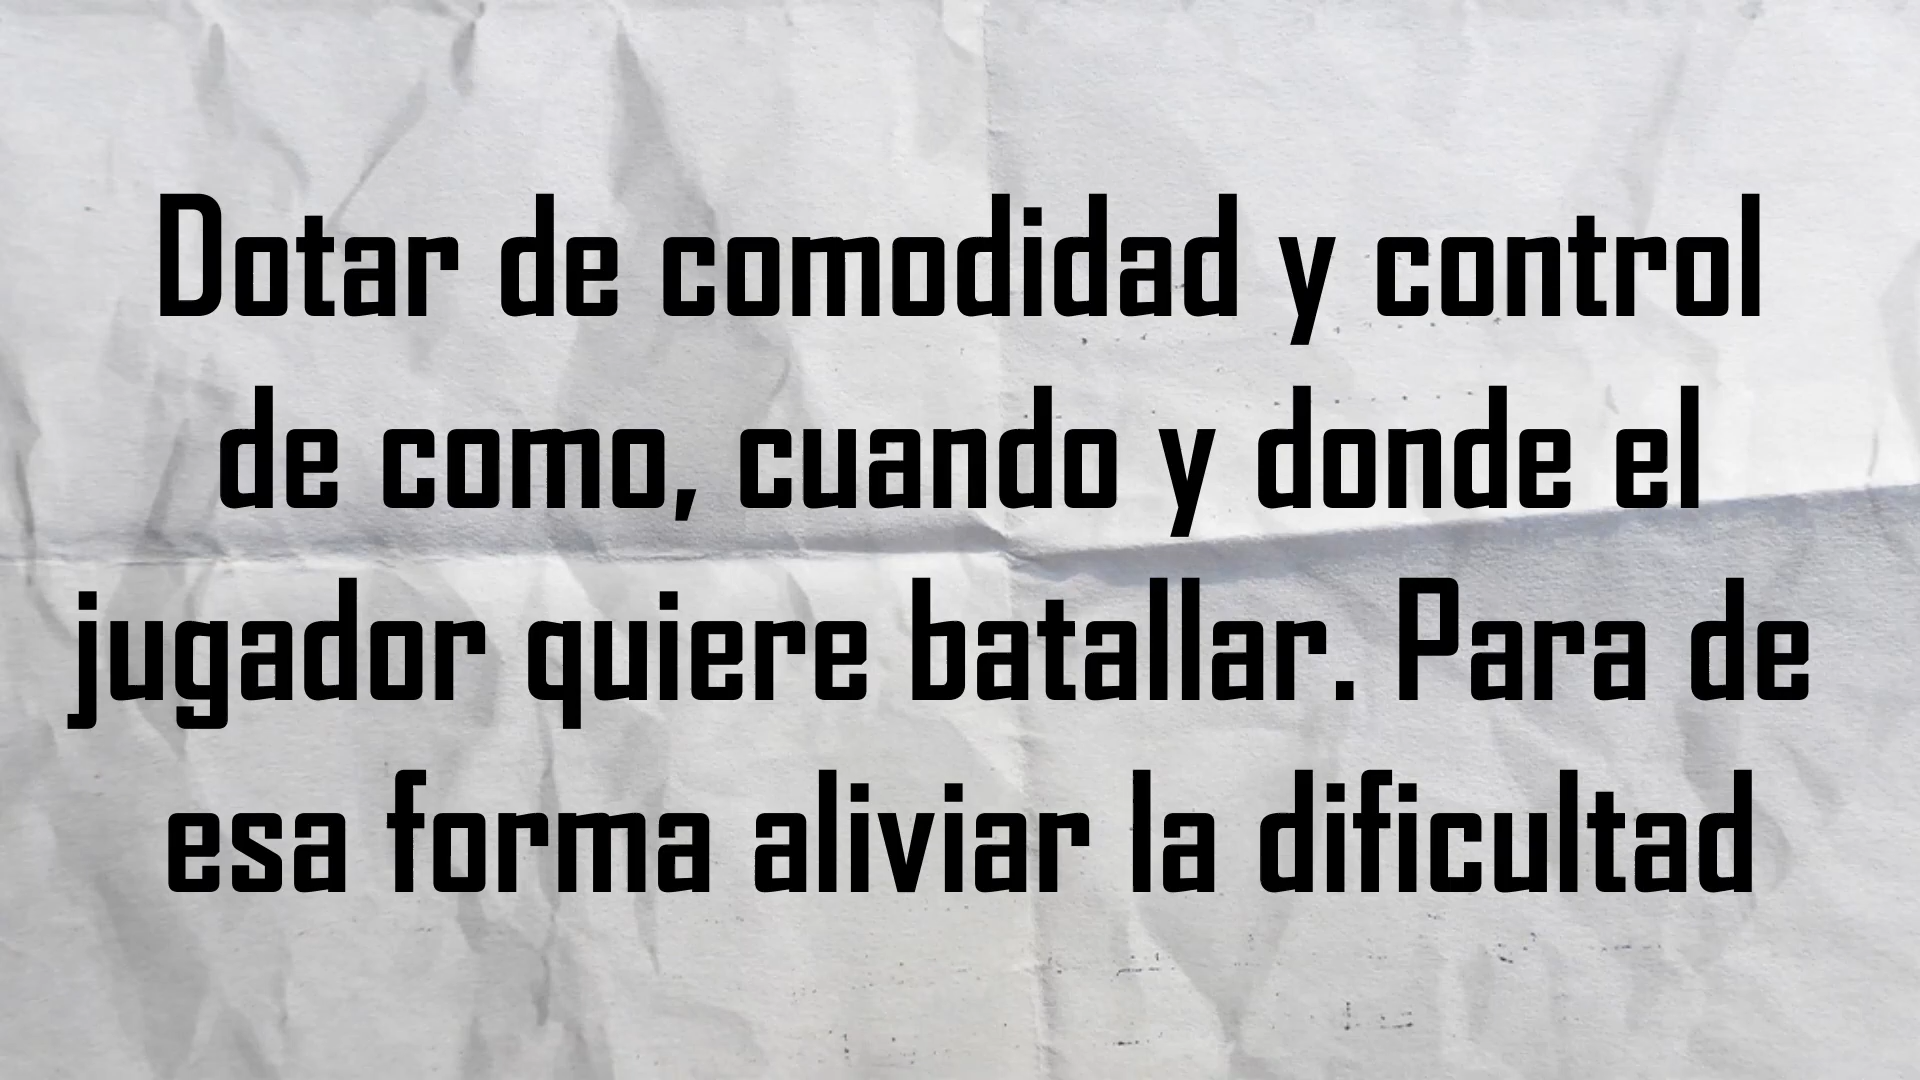 Dotar de comodidad y control
de como, cuando y donde el
jugador quiere batallar. Para de
esa forma aliviar la dificultad